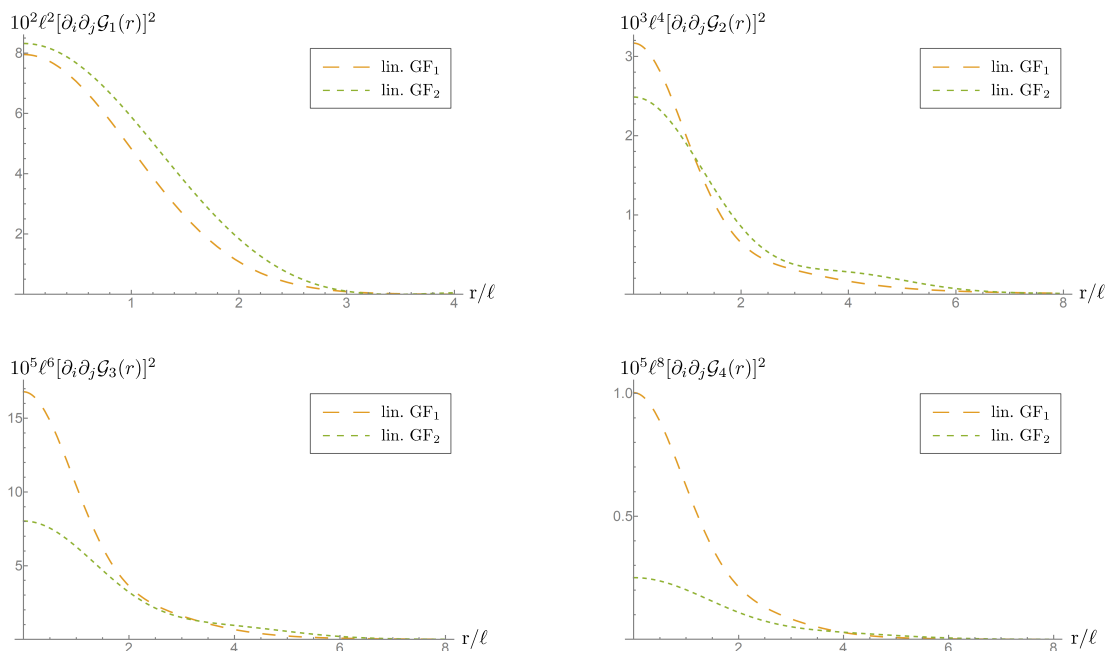 10²ℓ²[∂ᵢ∂ⱼ𝒢₁(r)]²
8
6
4
2
1
2
3
4
r/ℓ
lin. GF₁
lin. GF₂
10³ℓ⁴[∂ᵢ∂ⱼ𝒢₂(r)]²
3
2
1
2
4
6
8
r/ℓ
lin. GF₁
lin. GF₂
10⁵ℓ⁶[∂ᵢ∂ⱼ𝒢₃(r)]²
15
10
5
2
4
6
8
r/ℓ
lin. GF₁
lin. GF₂
10⁵ℓ⁸[∂ᵢ∂ⱼ𝒢₄(r)]²
1.0
0.5
2
4
6
8
r/ℓ
lin. GF₁
lin. GF₂